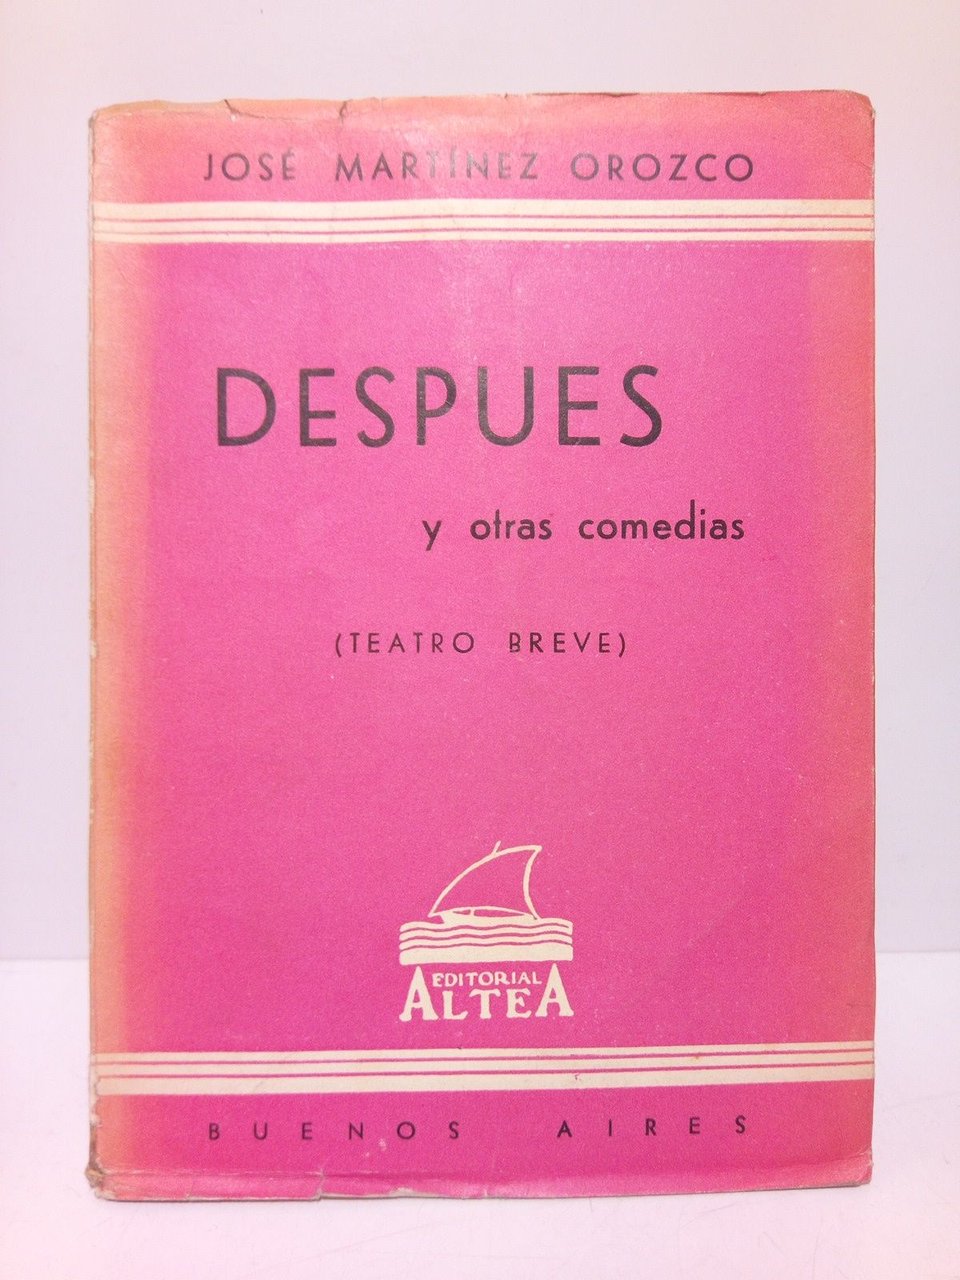 JOSÉ MARTÍNEZ OROZCO
DESPUES
y otras comedias
(TEATRO BREVE)
EDITORIAL
ALTEA
BUENOS AIRES